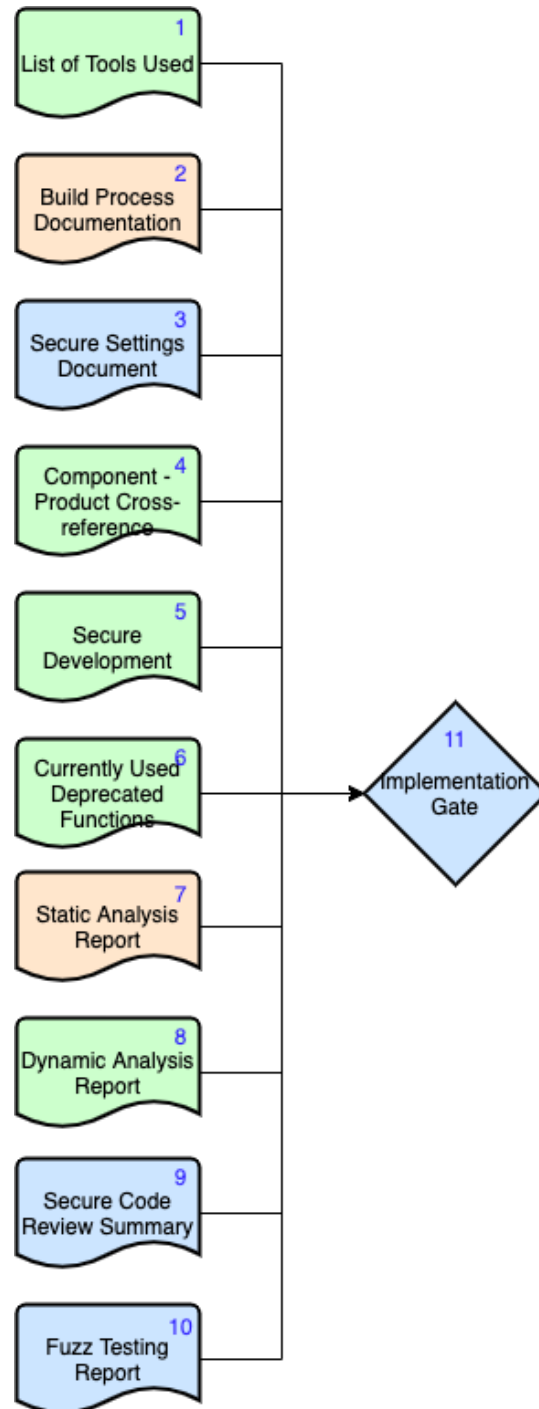 1
List of Tools Used
2
Build Process
Documentation
3
Secure Settings
Document
4
Component -
Product Cross-
reference
5
Secure
Development
6
Currently Used
Deprecated
Functions
7
Static Analysis
Report
8
Dynamic Analysis
Report
9
Secure Code
Review Summary
10
Fuzz Testing
Report
11
Implementation
Gate